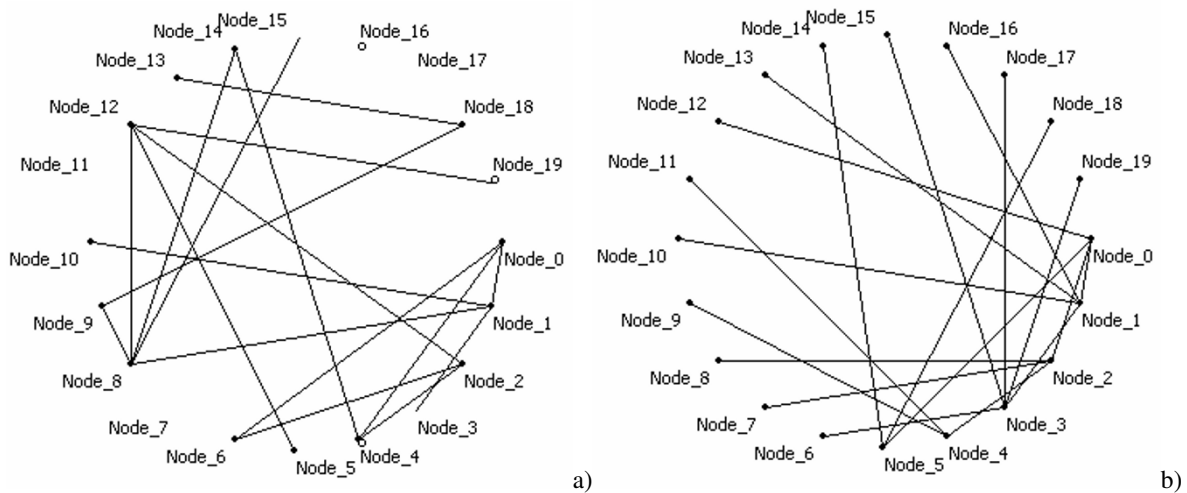 Node_15
Node_14
Node_16
Node_13
Node_17
Node_12
Node_18
Node_11
Node_19
Node_10
Node_0
Node_9
Node_1
Node_8
Node_2
Node_7
Node_3
Node_6
Node_4
Node_5
a)
Node_15
Node_14
Node_16
Node_13
Node_17
Node_12
Node_18
Node_11
Node_19
Node_10
Node_0
Node_9
Node_1
Node_8
Node_2
Node_7
Node_3
Node_6
Node_4
Node_5
b)